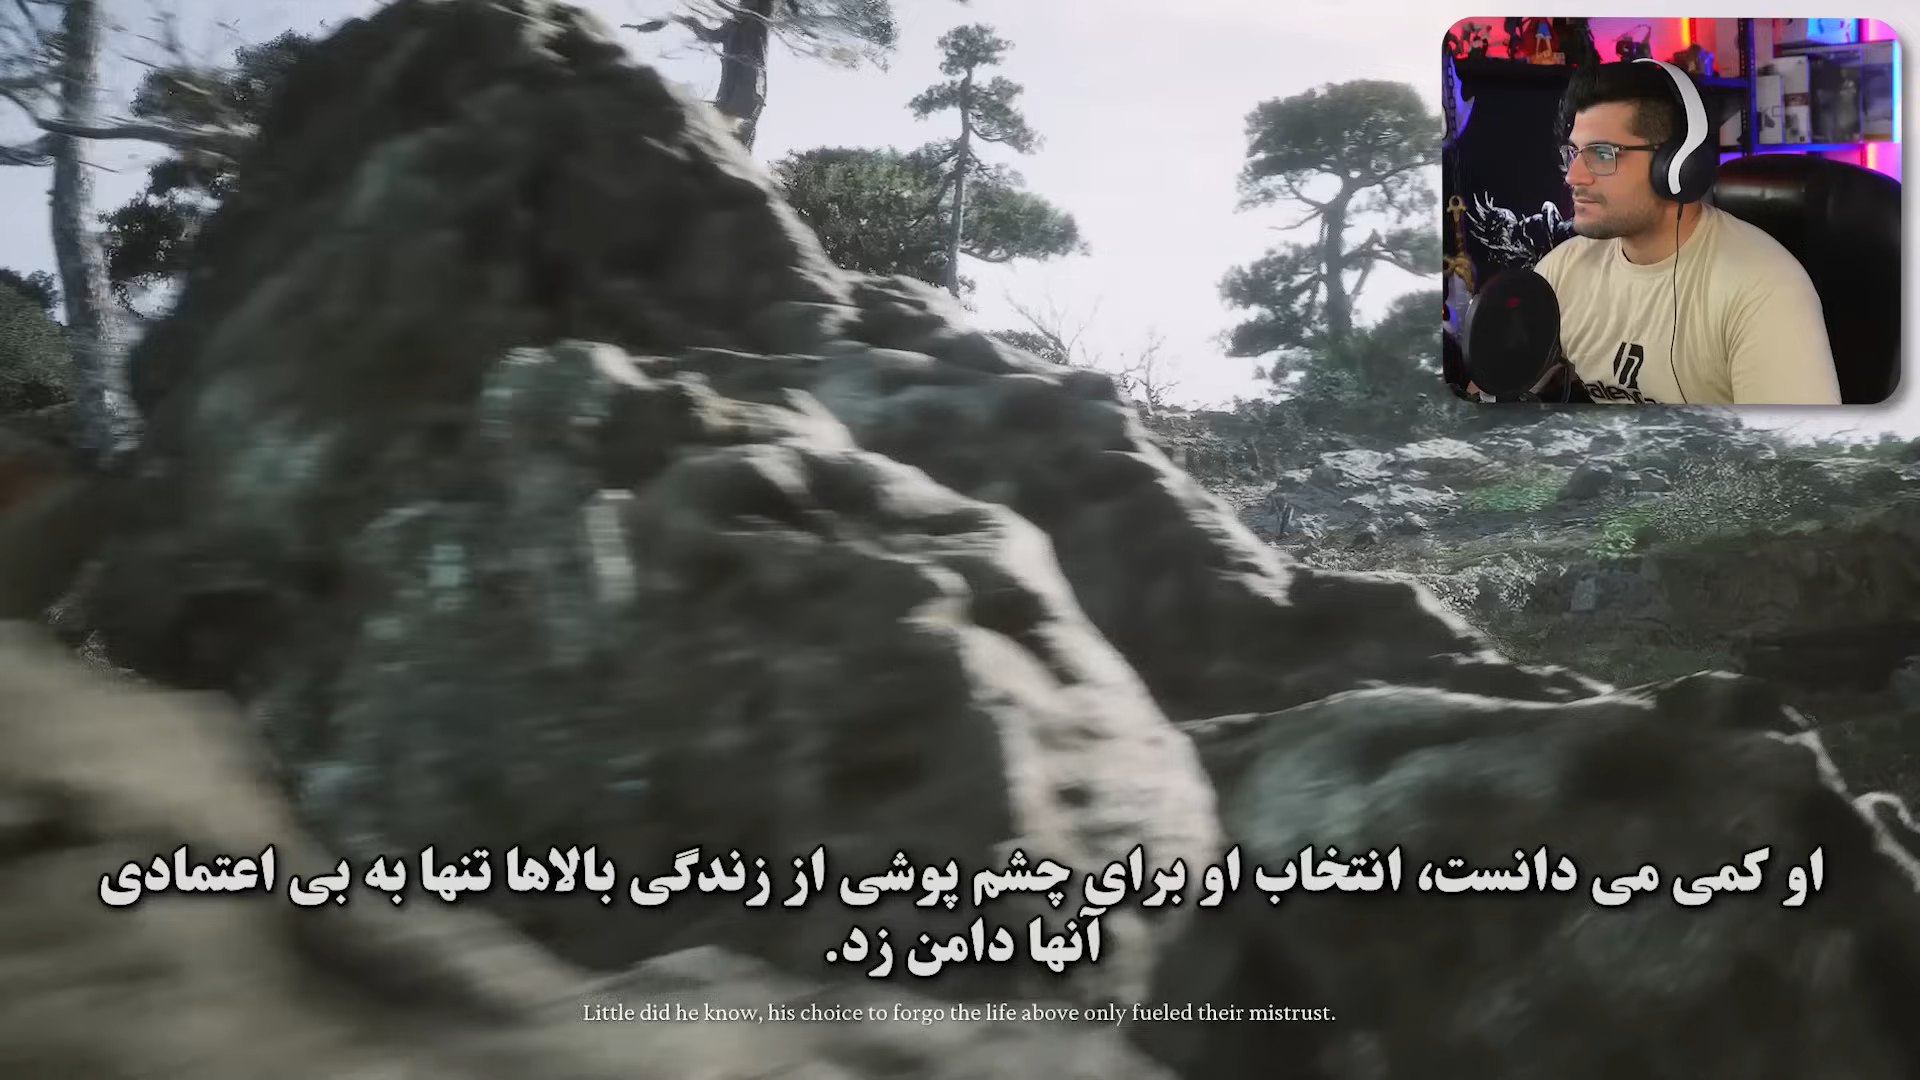 او کمی می دانست، انتخاب او برای چشم پوشی از زندگی بالاها تنها به بی اعتمادی
آنها دامن زد.
Little did he know, his choice to forgo the life above only fueled their mistrust.